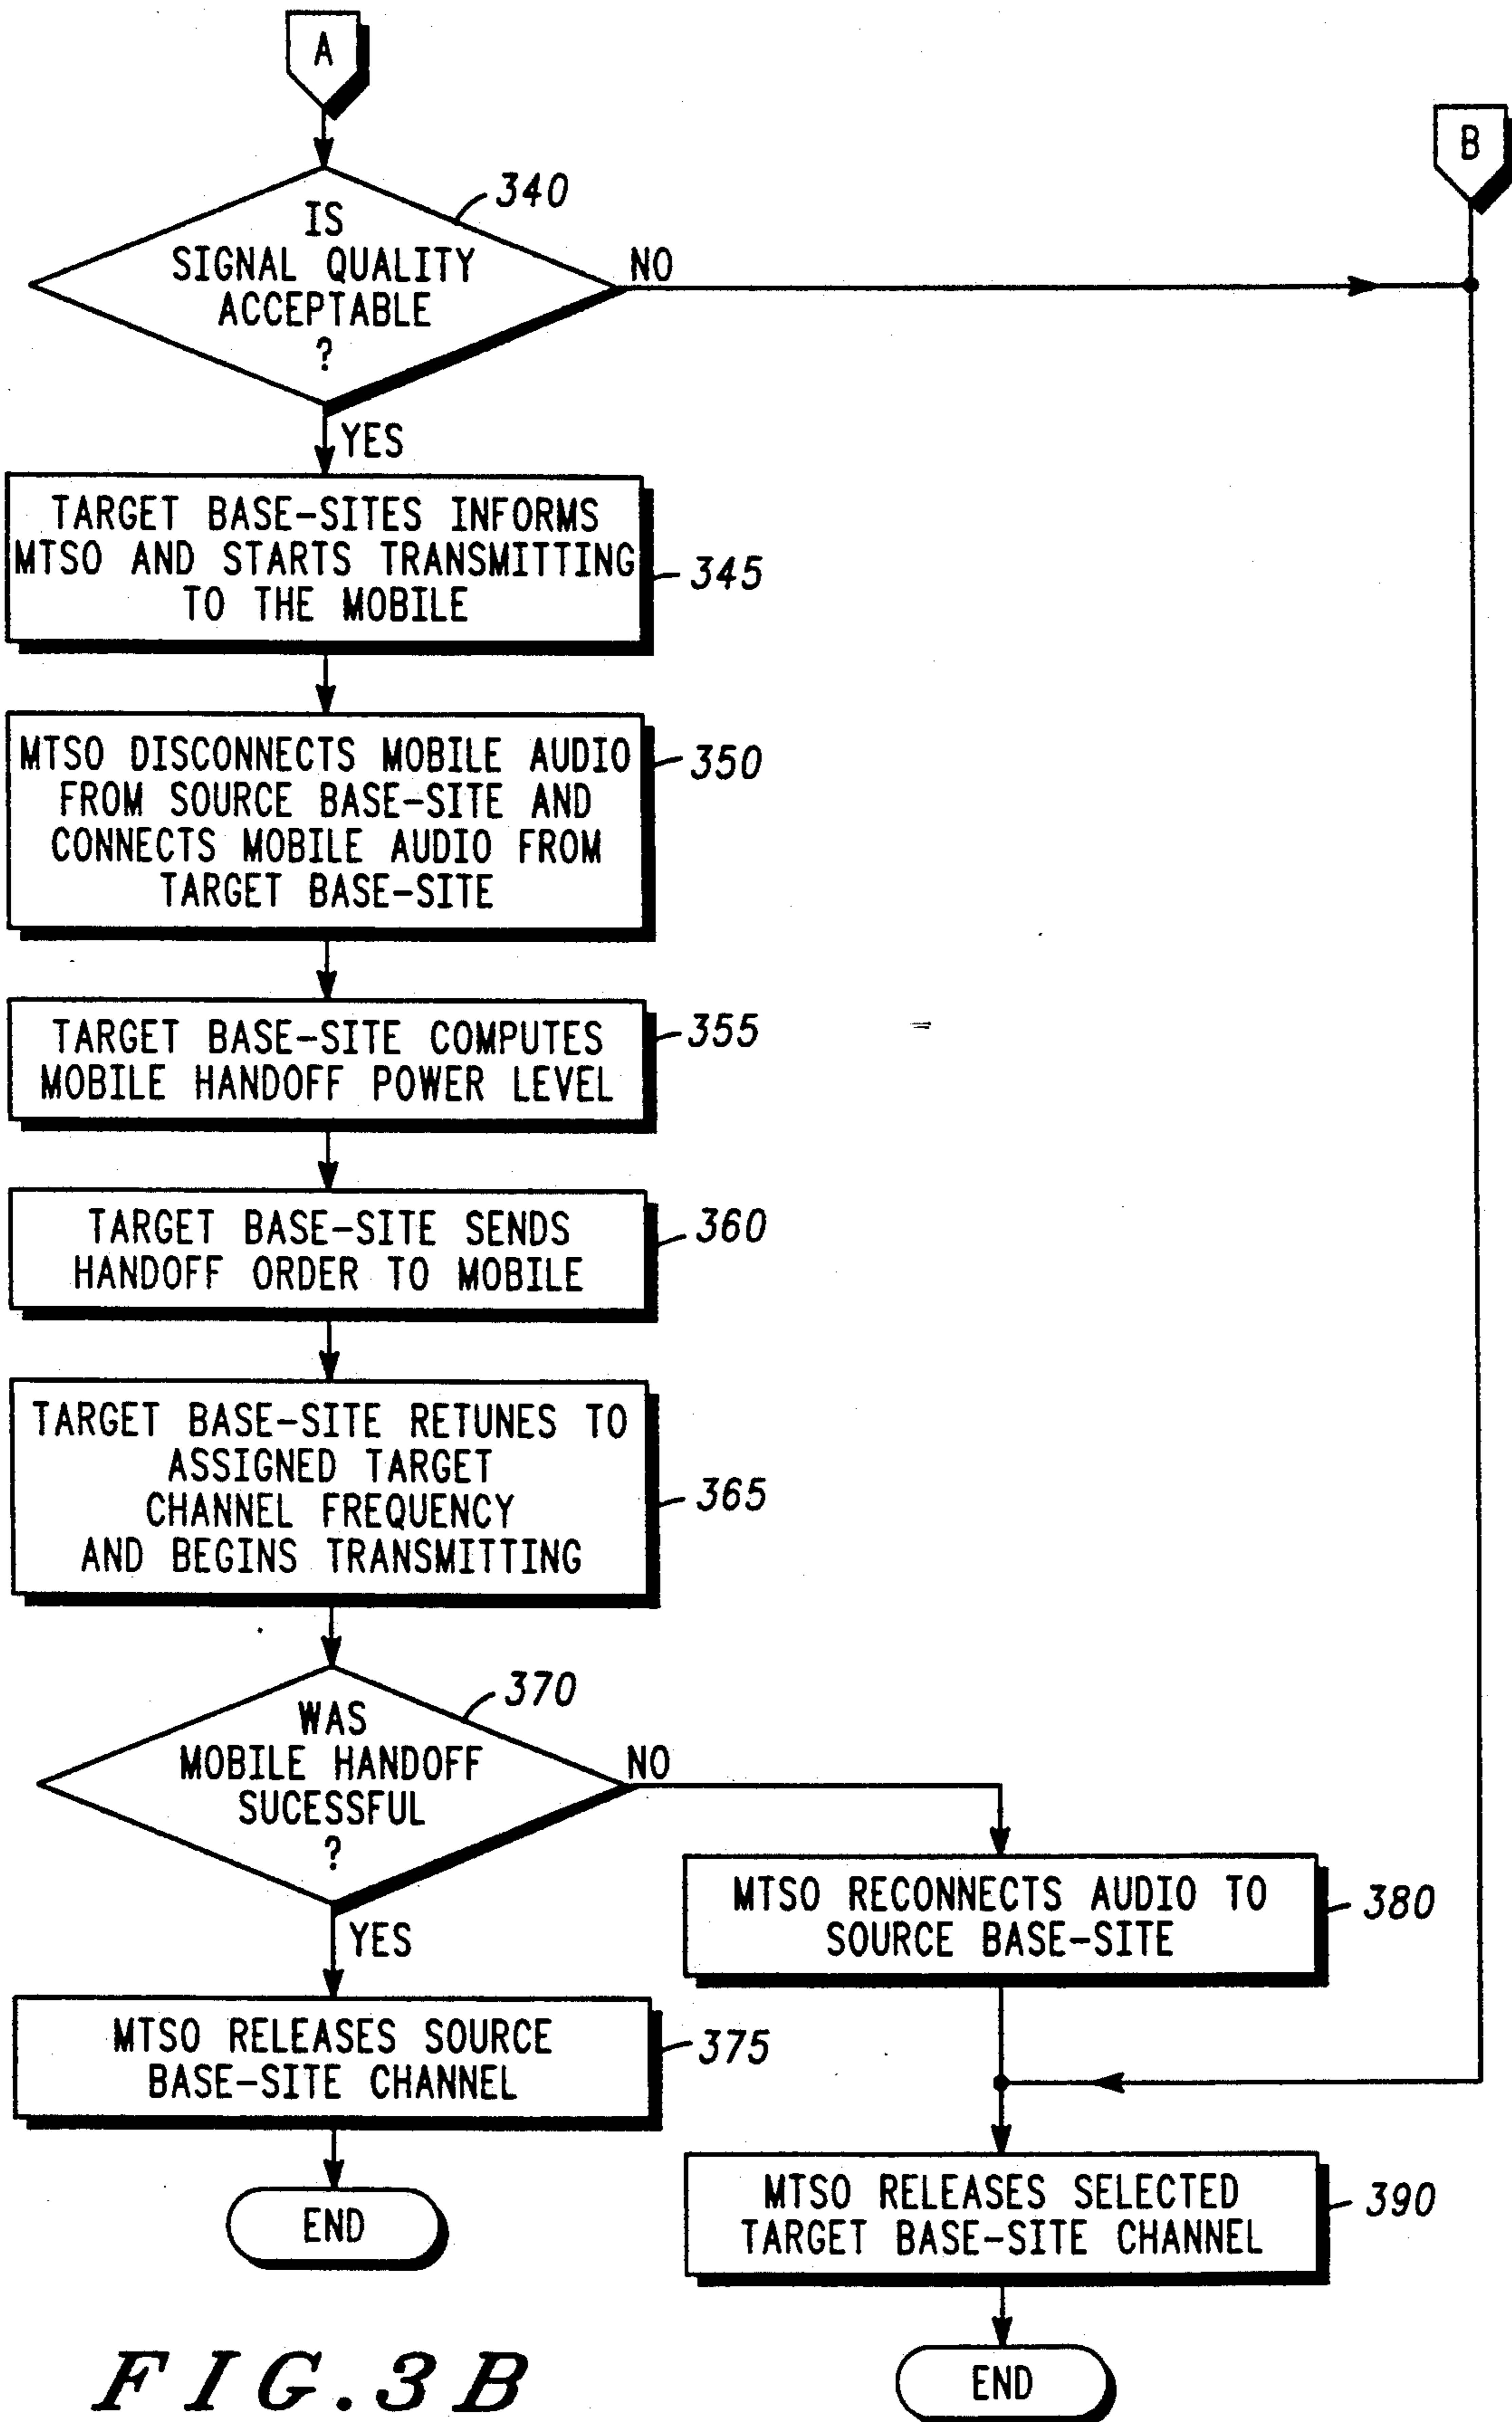 A
B
340
IS
SIGNAL QUALITY
ACCEPTABLE
?
NO
YES
TARGET BASE-SITES INFORMS
MTSO AND STARTS TRANSMITTING
TO THE MOBILE
345
MTSO DISCONNECTS MOBILE AUDIO
FROM SOURCE BASE-SITE AND
CONNECTS MOBILE AUDIO FROM
TARGET BASE-SITE
350
TARGET BASE-SITE COMPUTES
MOBILE HANDOFF POWER LEVEL
355
TARGET BASE-SITE SENDS
HANDOFF ORDER TO MOBILE
360
TARGET BASE-SITE RETUNES TO
ASSIGNED TARGET
CHANNEL FREQUENCY
AND BEGINS TRANSMITTING
365
370
WAS
MOBILE HANDOFF
SUCESSFUL
?
NO
YES
MTSO RECONNECTS AUDIO TO
SOURCE BASE-SITE
380
MTSO RELEASES SOURCE
BASE-SITE CHANNEL
375
END
MTSO RELEASES SELECTED
TARGET BASE-SITE CHANNEL
390
END
FIG.3B